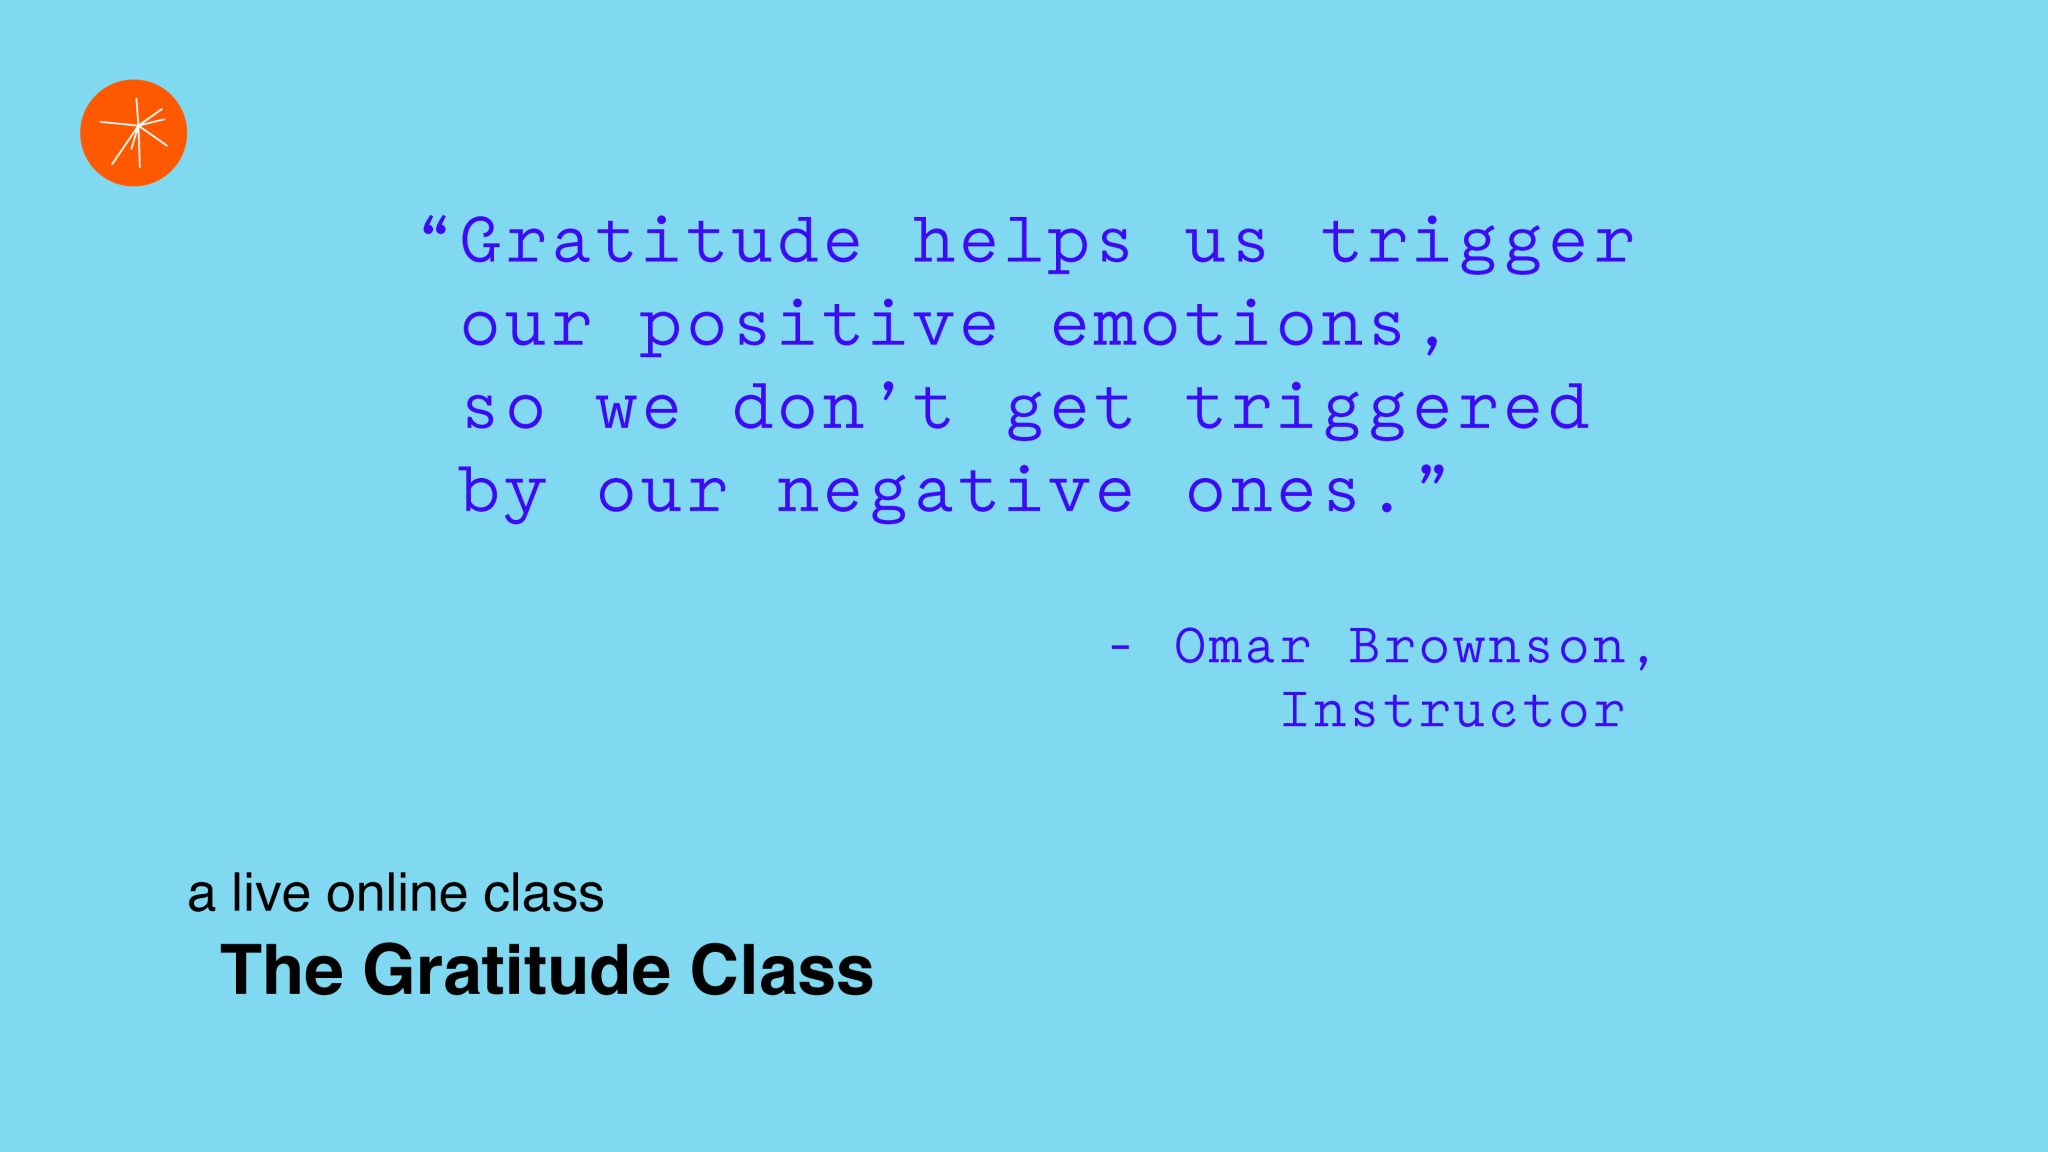 “Gratitude helps us trigger
our positive emotions,
so we don’t get triggered
by our negative ones.”
- Omar Brownson,
Instructor
a live online class
The Gratitude Class